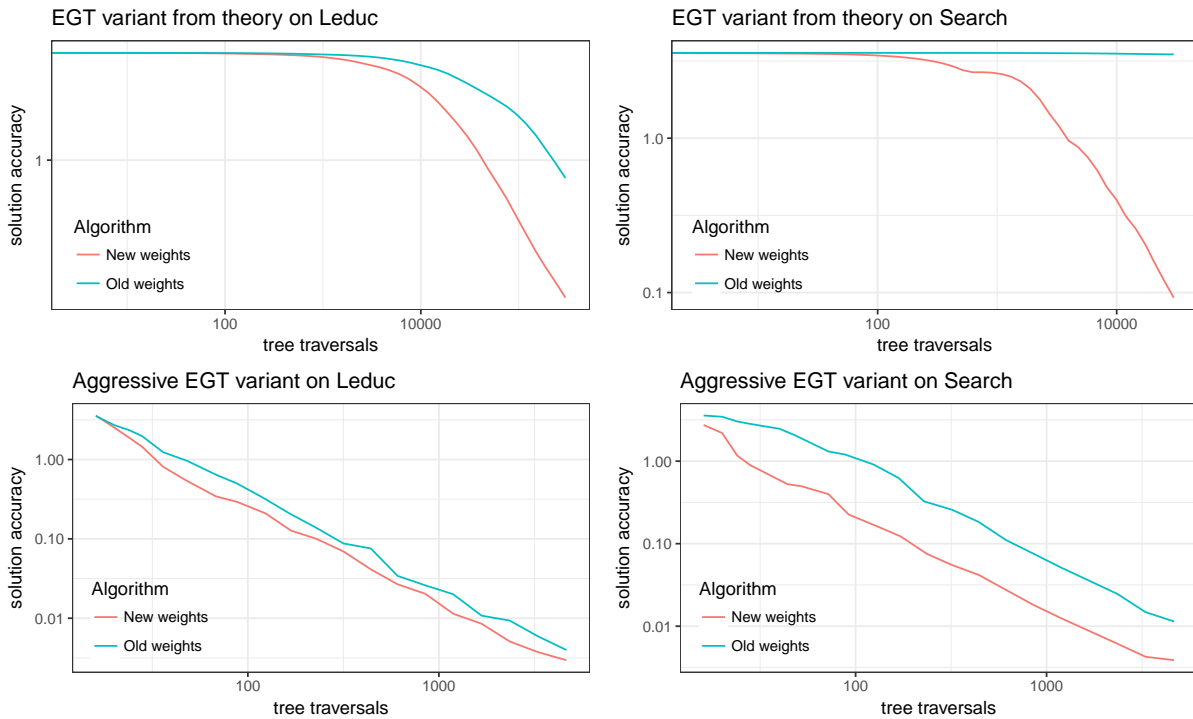 EGT variant from theory on Leduc
solution accuracy
1
Algorithm
New weights
Old weights
100
10000
tree traversals
EGT variant from theory on Search
solution accuracy
1.0
0.1
Algorithm
New weights
Old weights
100
10000
tree traversals
Aggressive EGT variant on Leduc
solution accuracy
1.00
0.10
0.01
Algorithm
New weights
Old weights
100
1000
tree traversals
Aggressive EGT variant on Search
solution accuracy
1.00
0.10
0.01
Algorithm
New weights
Old weights
100
1000
tree traversals